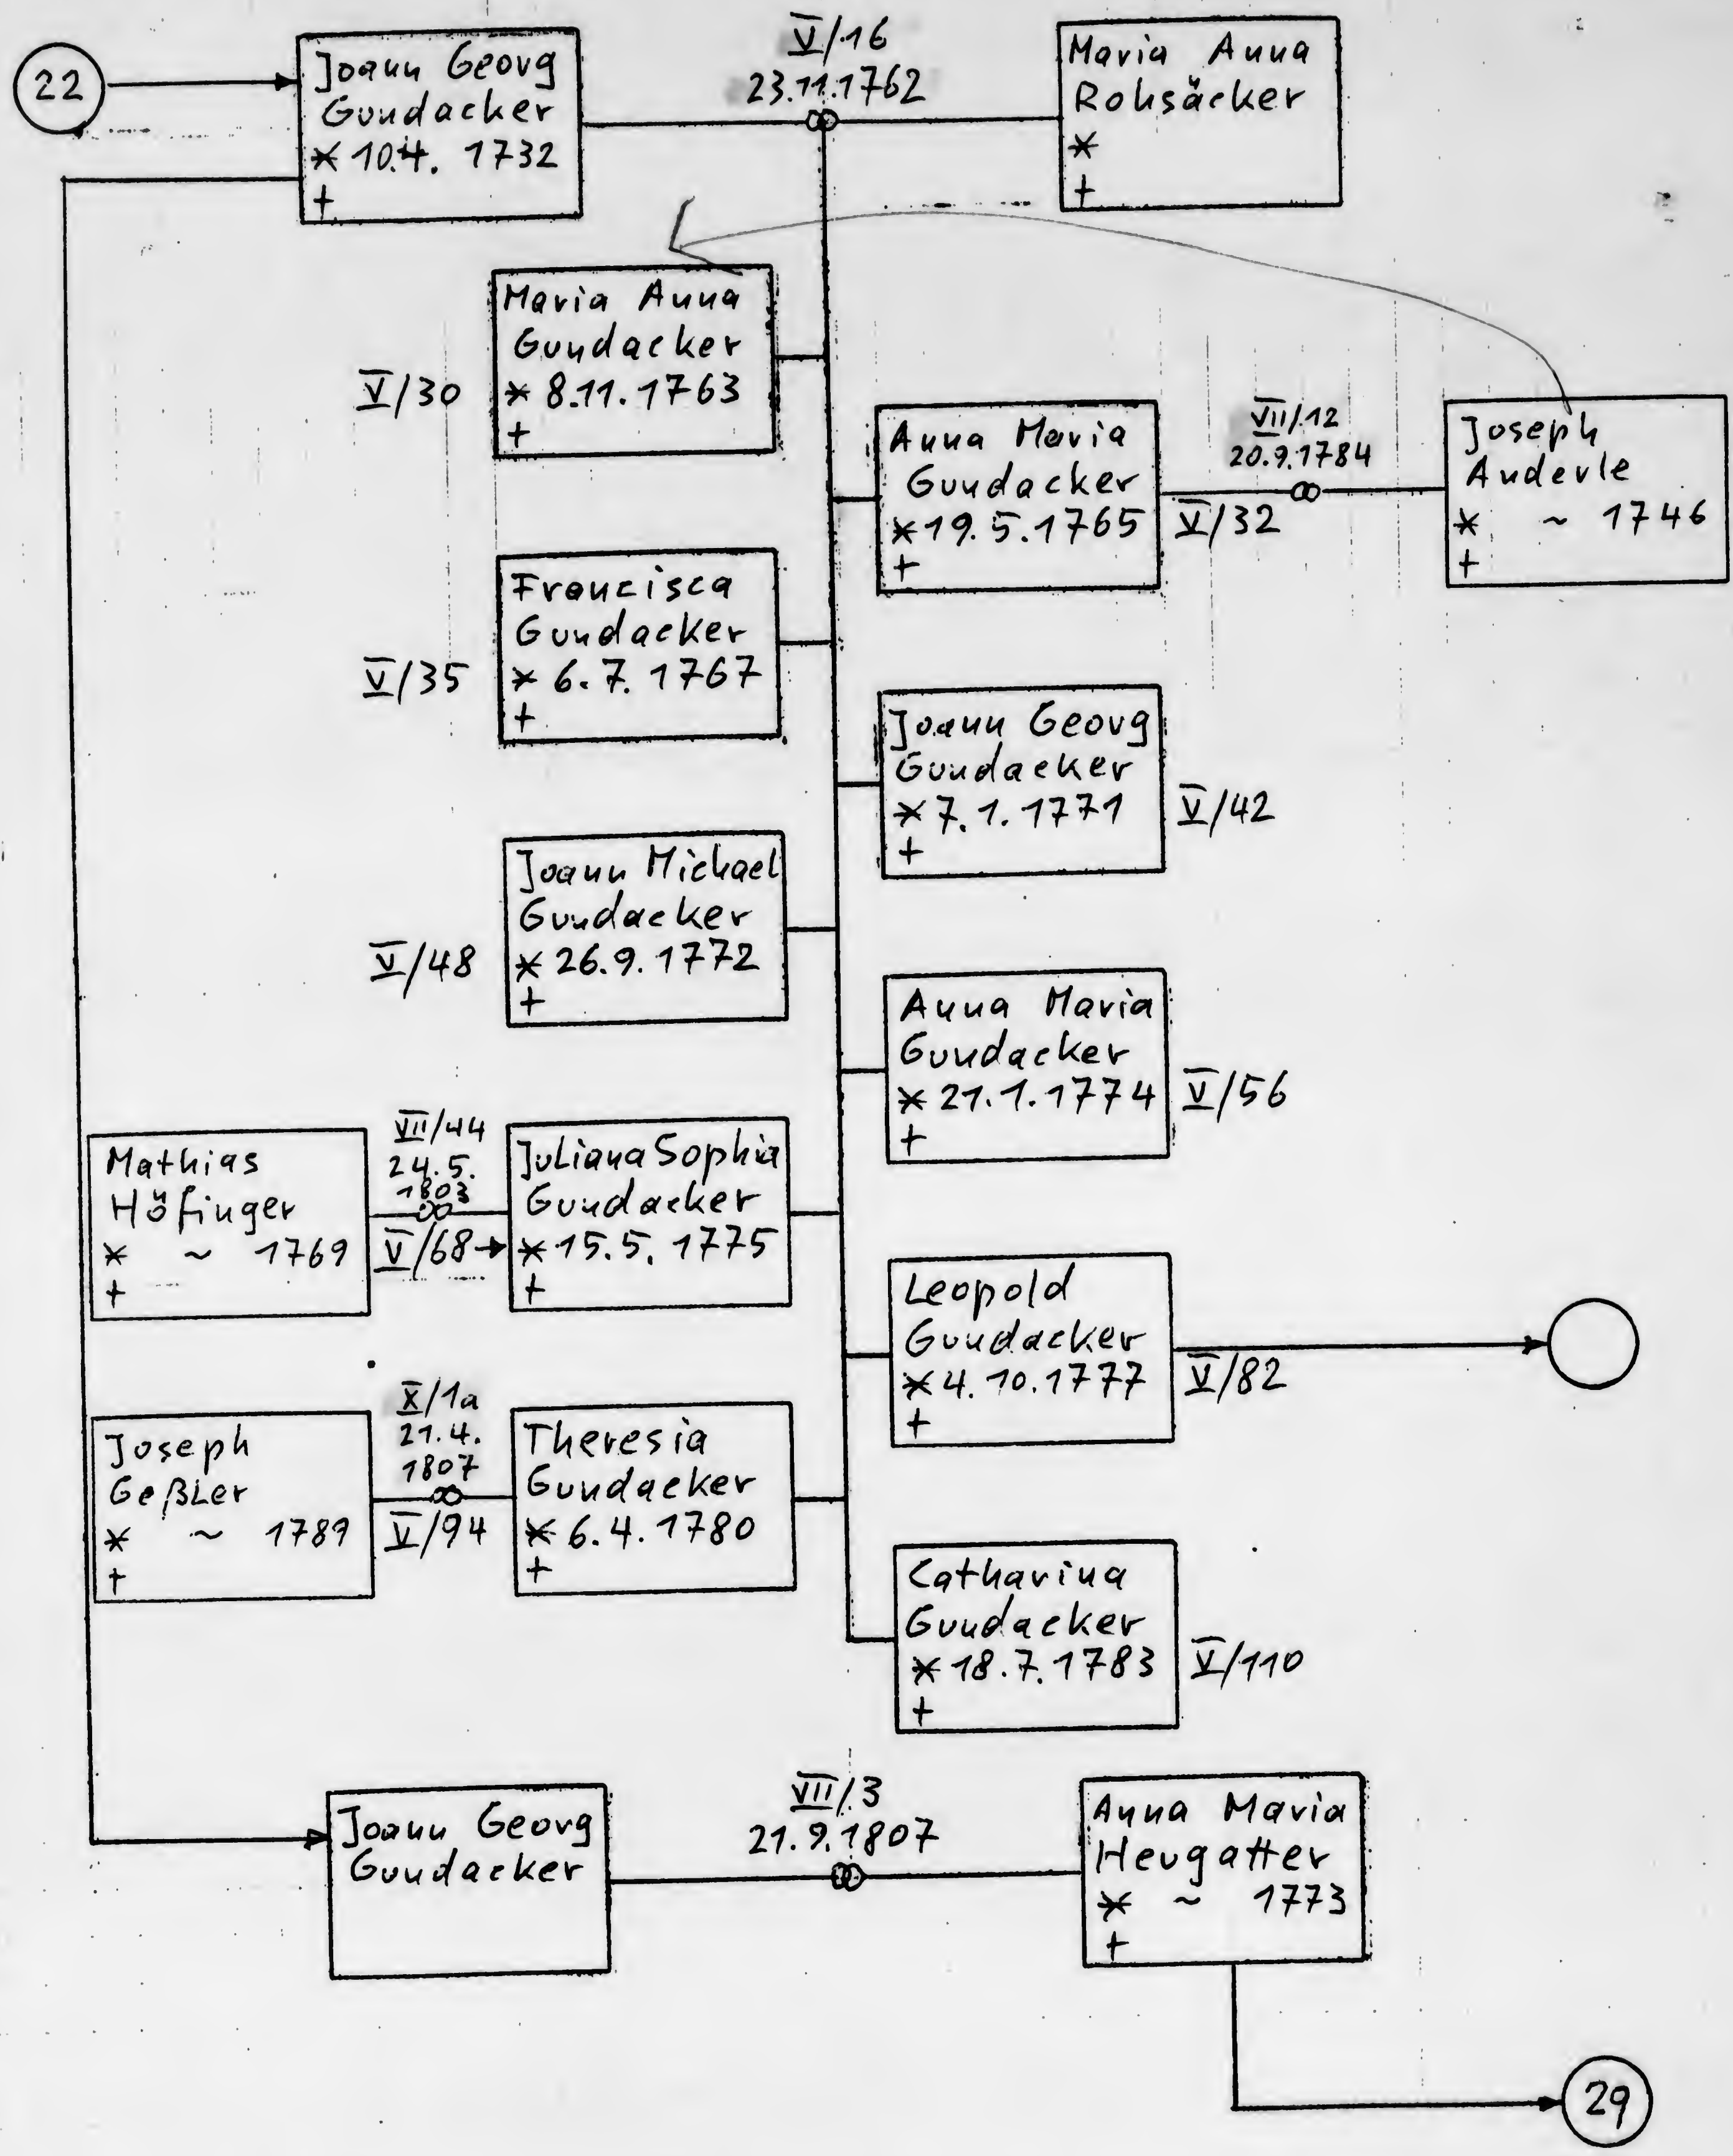 22
Joann Georg
Gundacker
* 10.4. 1732
+
V/16
23.11.1762
Maria Anna
Rohsäcker
*
+
Maria Anna
Gundacker
* 8.11.1763
+
V/30
Anna Maria
Gundacker
* 19.5.1765
+
VII/12
20.9.1784
V/32
Joseph
Anderle
* ~ 1746
+
Francisca
Gundacker
* 6.7.1767
+
V/35
Joann Georg
Gundacker
* 7.1.1771
+
V/42
Joann Michael
Gundacker
* 26.9.1772
+
V/48
Anna Maria
Gundacker
* 21.1.1774
+
V/56
Mathias
Höfinger
* ~ 1769
+
VII/44
24.5.
1803
V/68
Juliana Sophia
Gundacker
* 15.5.1775
+
Leopold
Gundacker
* 4.10.1777
+
V/82
Joseph
Geßler
* ~ 1789
+
X/1a
21.4.
1807
V/94
Theresia
Gundacker
* 6.4.1780
+
Catharina
Gundacker
* 18.7.1783
+
V/110
Joann Georg
Gundacker
VII/3
21.9.1807
Anna Maria
Heugatter
* ~ 1773
+
29